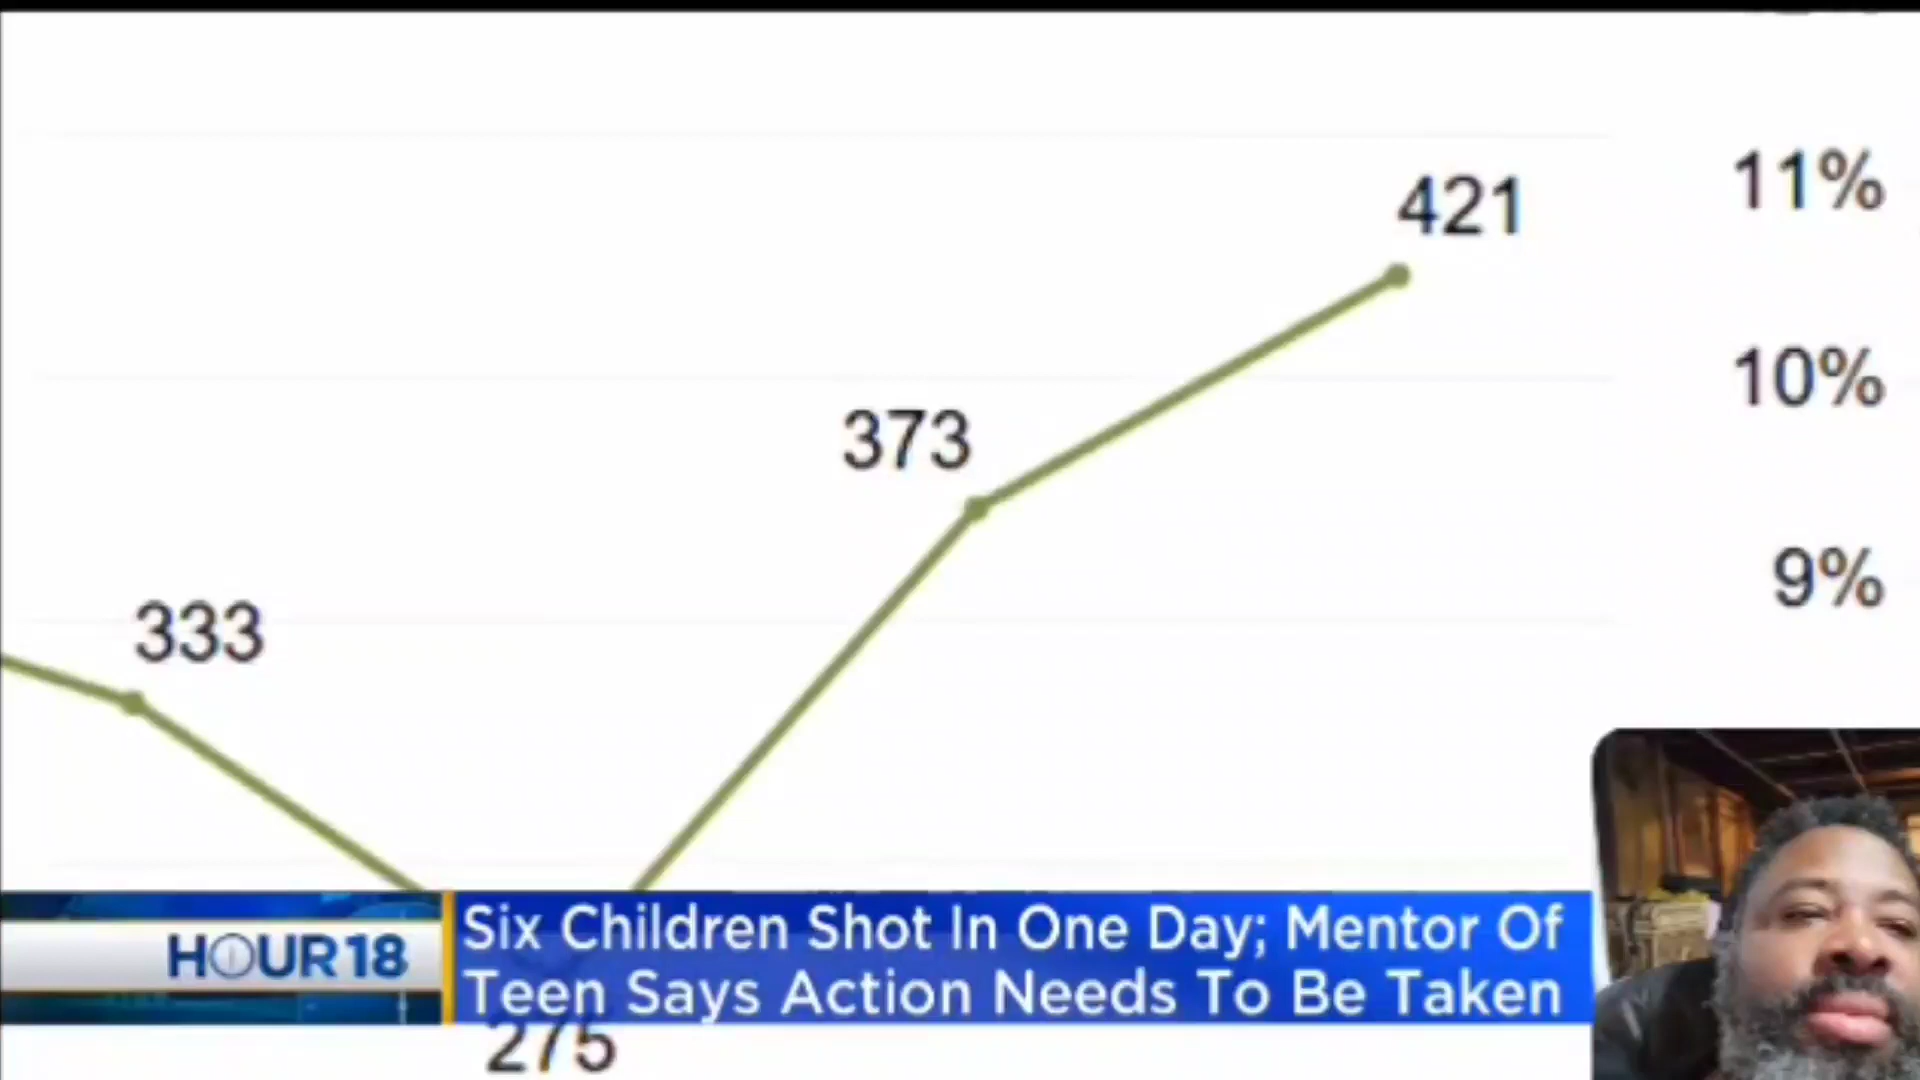 421
11%
10%
373
9%
333
HOUR 18
Six Children Shot In One Day; Mentor Of
Teen Says Action Needs To Be Taken
275